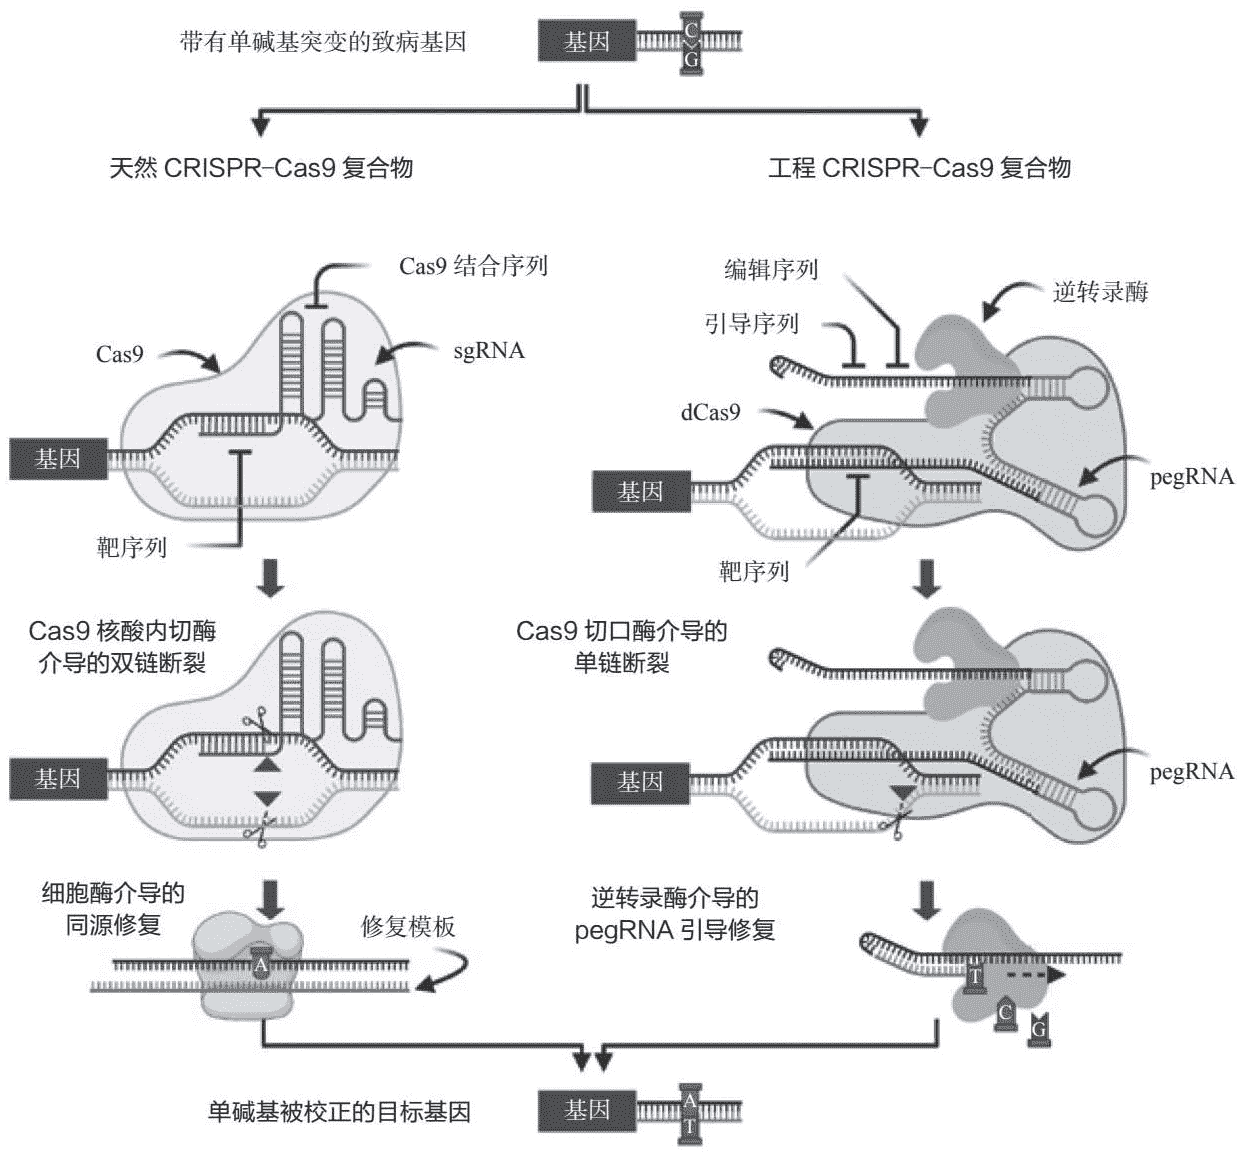 带有单碱基突变的致病基因
基因
C
G
天然 CRISPR-Cas9 复合物
工程 CRISPR-Cas9 复合物
Cas9 结合序列
Cas9
sgRNA
基因
靶序列
编辑序列
引导序列
逆转录酶
dCas9
pegRNA
基因
靶序列
Cas9 核酸内切酶
介导的双链断裂
基因
Cas9 切口酶介导的
单链断裂
pegRNA
基因
细胞酶介导的
同源修复
修复模板
A
逆转录酶介导的
pegRNA 引导修复
T
C
G
单碱基被校正的目标基因
基因
A
T